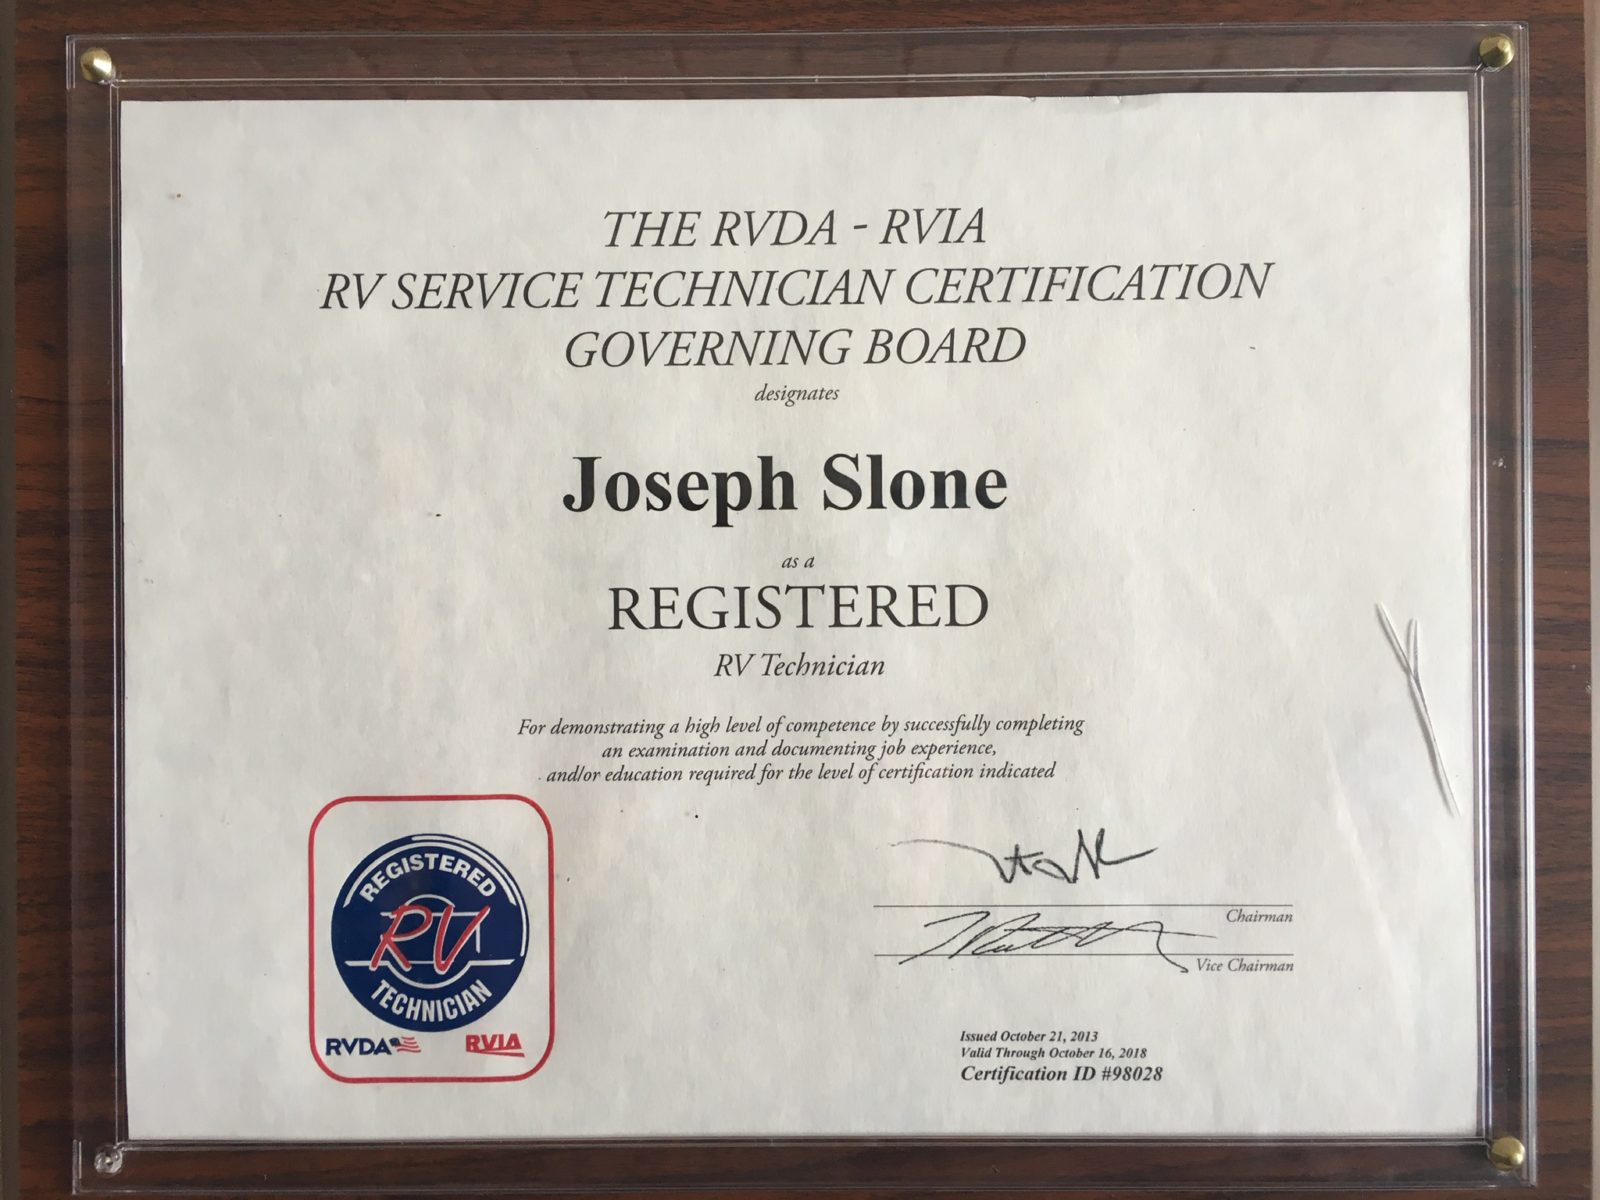 THE RVDA - RVIA
RV SERVICE TECHNICIAN CERTIFICATION
GOVERNING BOARD
designates
Joseph Slone
as a
REGISTERED
RV Technician
For demonstrating a high level of competence by successfully completing
an examination and documenting job experience,
and/or education required for the level of certification indicated
REGISTERED
RV
TECHNICIAN
RVDA RVIA
Chairman
Vice Chairman
Issued October 21, 2013
Valid Through October 16, 2018
Certification ID #98028